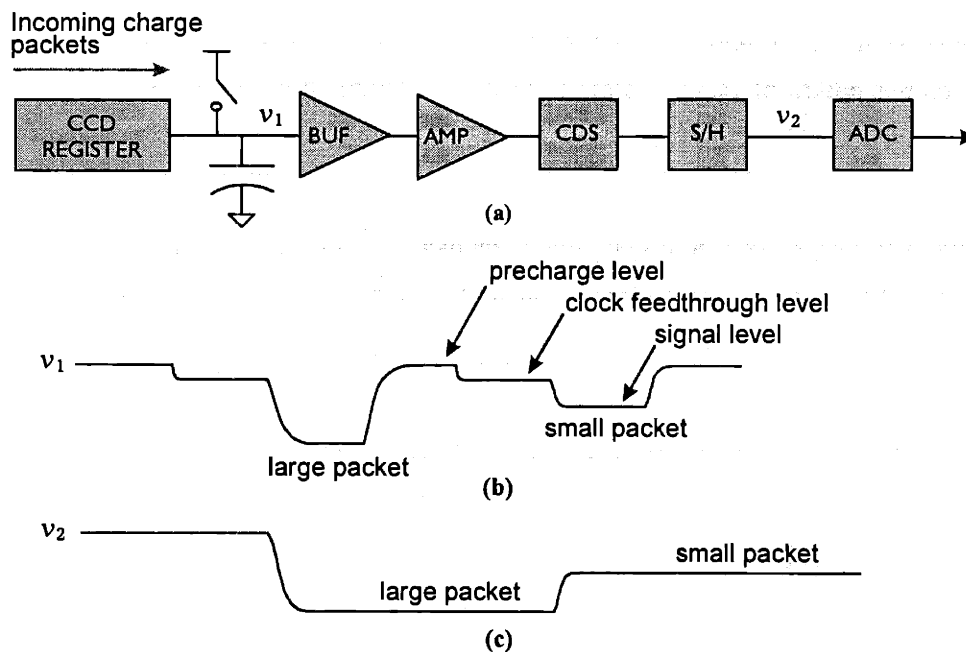 Incoming charge
packets
CCD
REGISTER
v1
BUF
AMP
CDS
S/H
v2
ADC
(a)
precharge level
clock feedthrough level
signal level
v1
small packet
large packet
(b)
v2
small packet
large packet
(c)